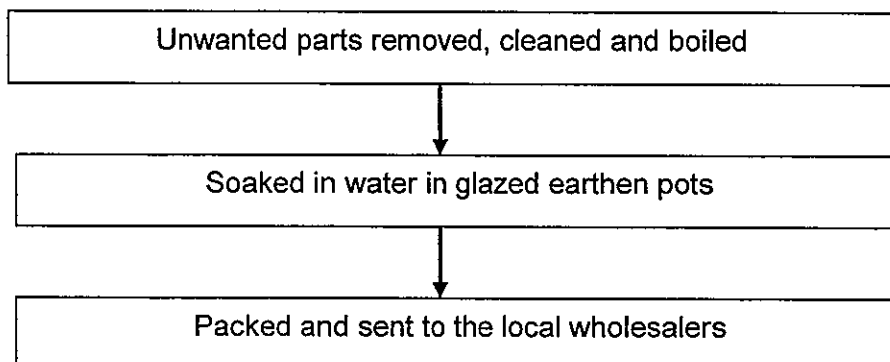 Unwanted parts removed, cleaned and boiled
Soaked in water in glazed earthen pots
Packed and sent to the local wholesalers